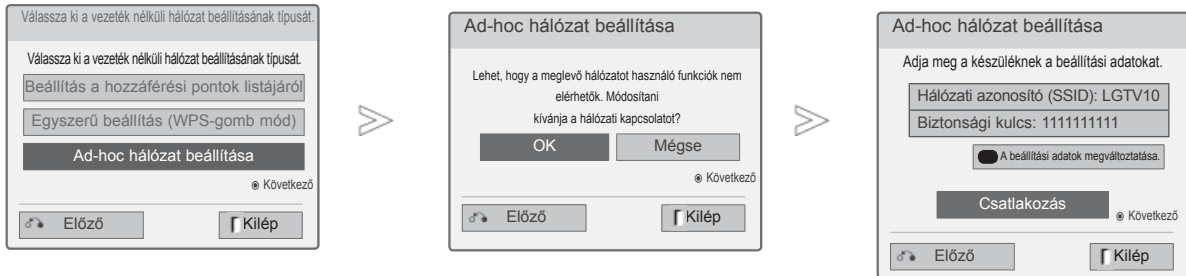 Válassza ki a vezeték nélküli hálózat beállításának típusát.
Válassza ki a vezeték nélküli hálózat beállításának típusát.
Beállítás a hozzáférési pontok listájáról
Egyszerű beállítás (WPS-gomb mód)
Ad-hoc hálózat beállítása
Következő
Előző
Kilép
Ad-hoc hálózat beállítása
Lehet, hogy a meglevő hálózatot használó funkciók nem
elérhetők. Módosítani
kívánja a hálózati kapcsolatot?
OK
Mégse
Következő
Előző
Kilép
Ad-hoc hálózat beállítása
Adja meg a készüléknek a beállítási adatokat.
Hálózati azonosító (SSID): LGTV10
Biztonsági kulcs: 1111111111
A beállítási adatok megváltoztatása.
Csatlakozás
Következő
Előző
Kilép